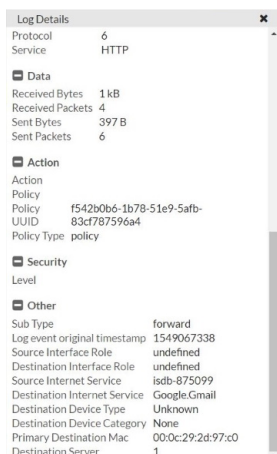 Log Details
Protocol 6
Service HTTP
Data
Received Bytes 1 kB
Received Packets 4
Sent Bytes 397 B
Sent Packets 6
Action
Action
Policy
Policy f542b0b6-1b78-51e9-5afb-
UUID 83cf787596a4
Policy Type policy
Security
Level
Other
Sub Type forward
Log event original timestamp 1549067338
Source Interface Role undefined
Destination Interface Role undefined
Source Internet Service isdb-875099
Destination Internet Service Google.Gmail
Destination Device Type Unknown
Destination Device Category None
Primary Destination Mac 00:0c:29:2d:97:c0
Destination Server 1